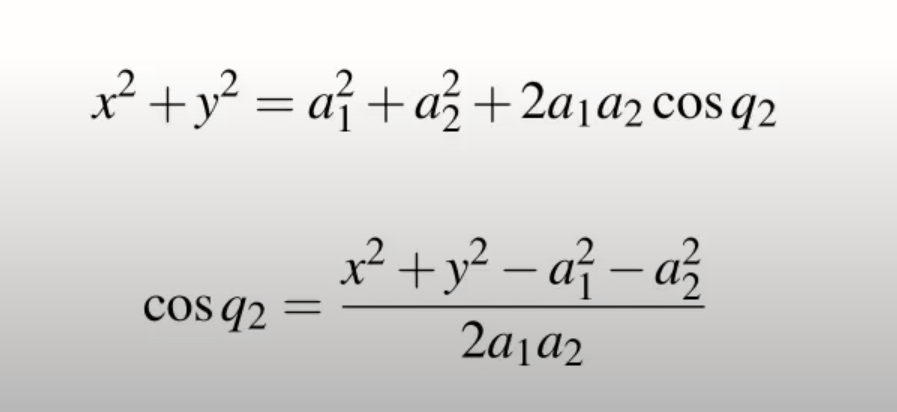 x² + y² = a₁² + a₂² + 2a₁a₂ cos q₂
cos q₂ = (x² + y² − a₁² − a₂²) / (2a₁a₂)